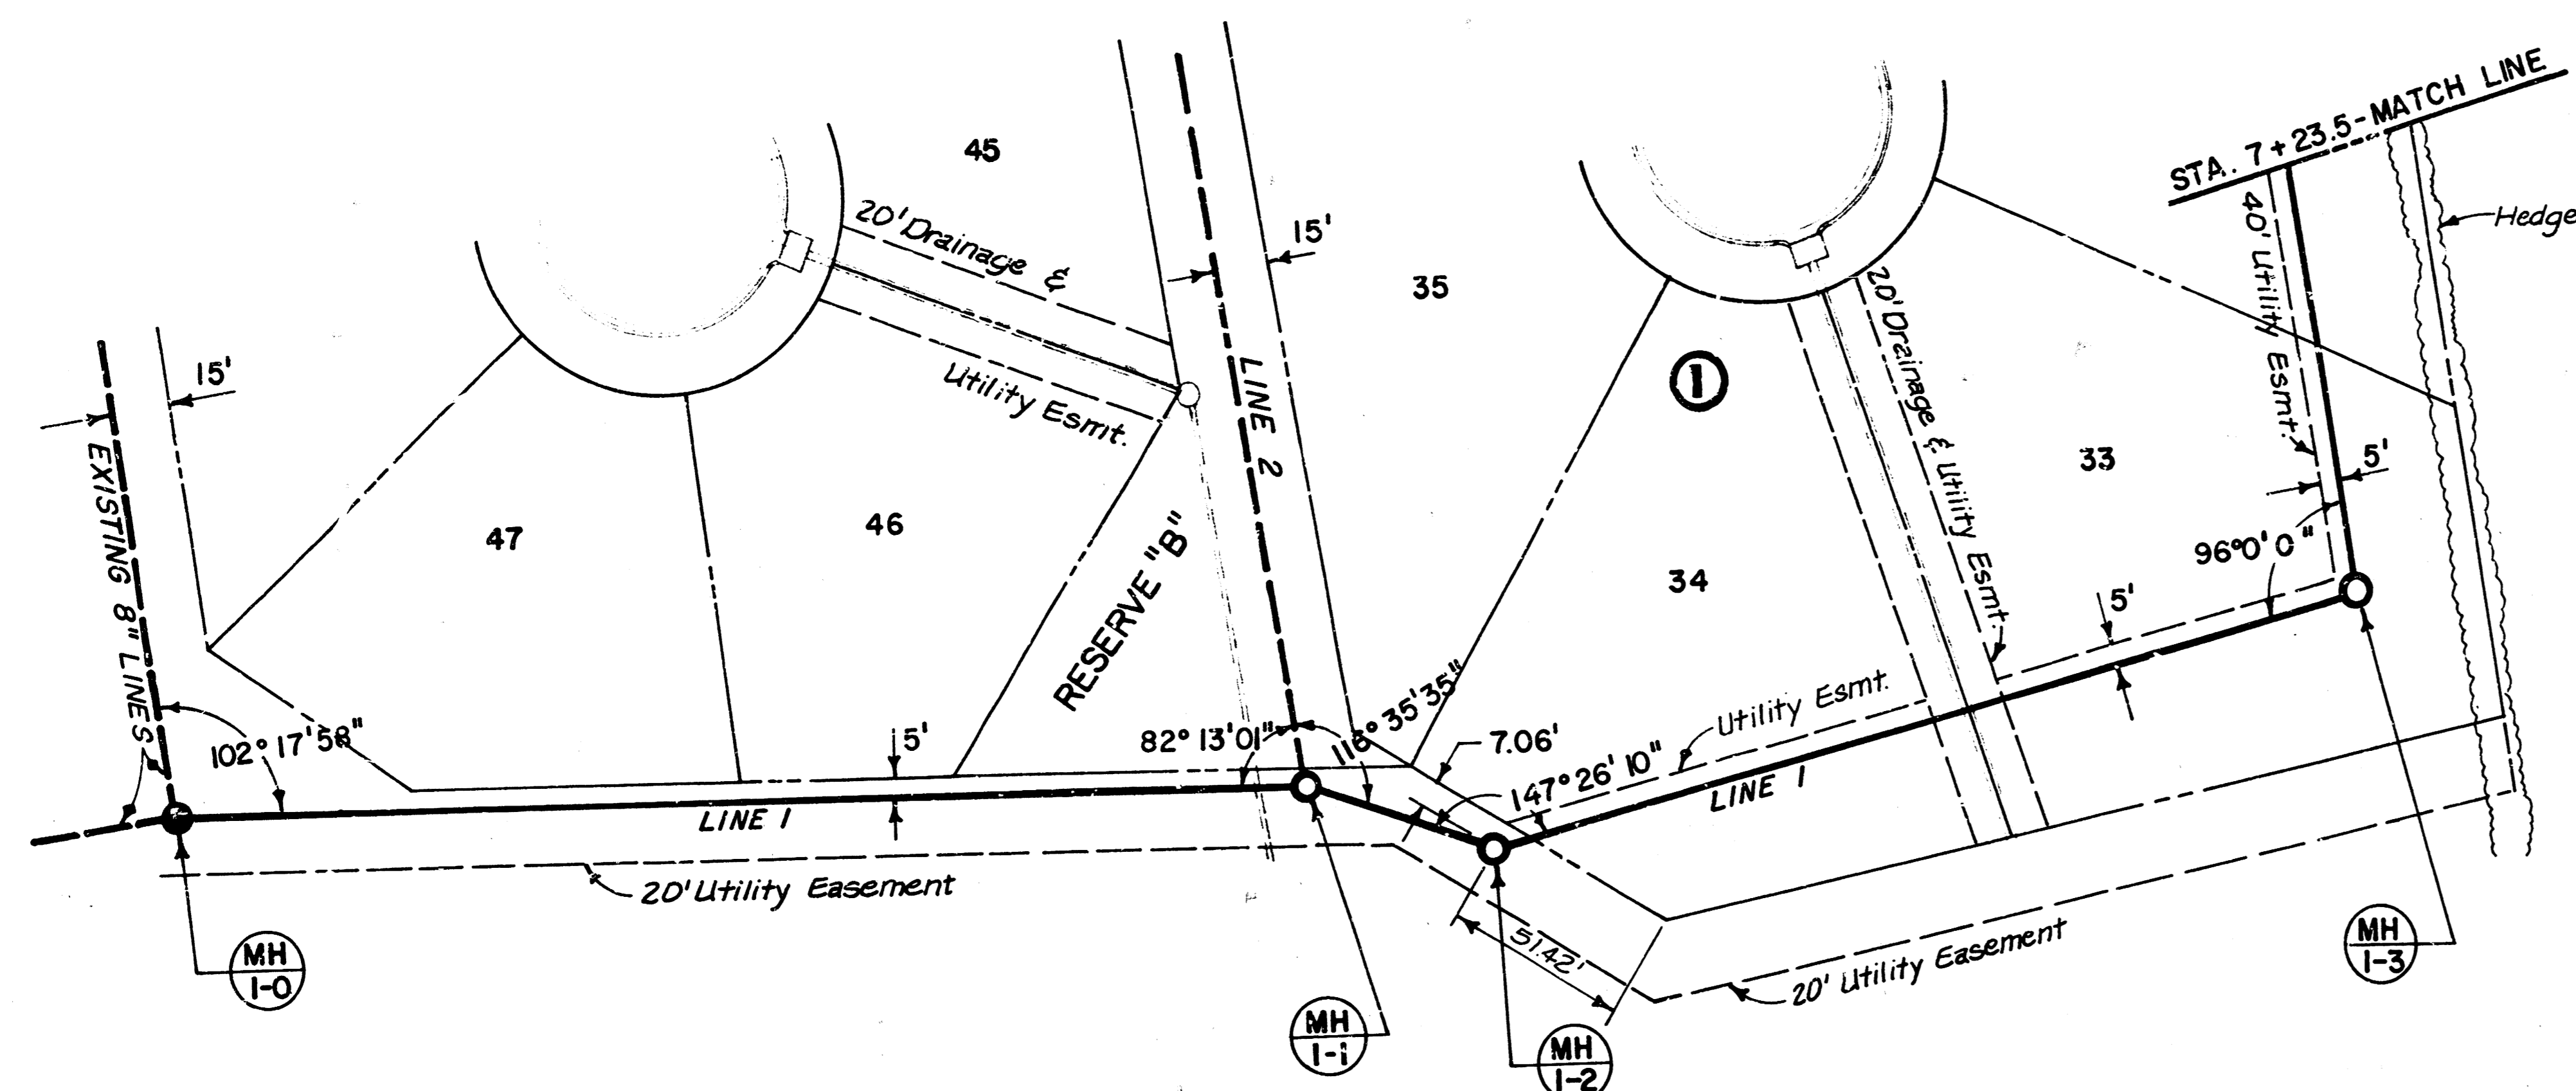 STA. 7+23.5-MATCH LINE
Hedge
45
20' Drainage &
Utility Esmt.
15'
15'
35
1
20' Drainage & Utility Esmt.
40' Utility Esmt.
33
5'
96°0'0"
EXISTING 8" LINES
47
46
RESERVE "B"
LINE 2
34
5'
102°17'58"
5'
82°13'01"
116°35'35"
7.06'
147°26'10"
Utility Esmt.
LINE 1
LINE 1
20' Utility Easement
51.42'
20' Utility Easement
MH
1-0
MH
1-1
MH
1-2
MH
1-3